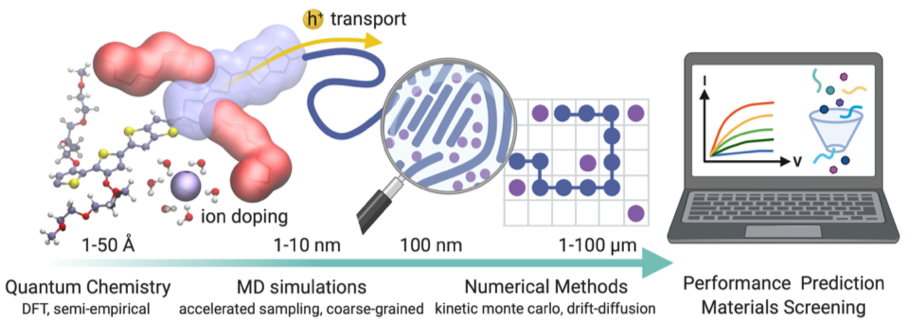 h⁺ transport
I
V
ion doping
1-50 Å
1-10 nm
100 nm
1-100 μm
Quantum Chemistry
DFT, semi-empirical
MD simulations
accelerated sampling, coarse-grained
Numerical Methods
kinetic monte carlo, drift-diffusion
Performance Prediction
Materials Screening